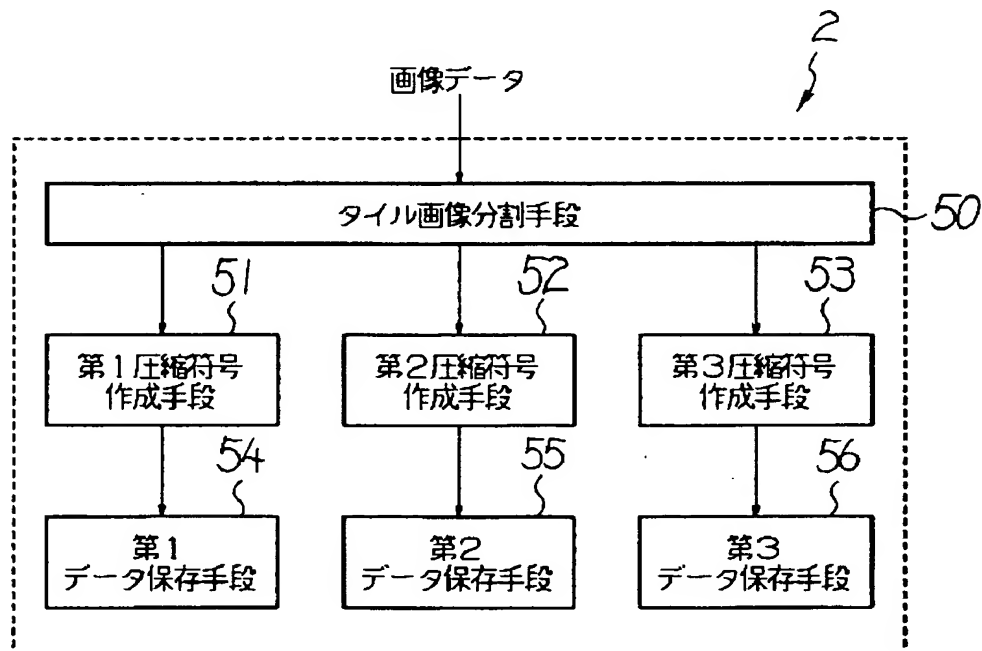 2
画像データ
タイル画像分割手段
50
51
52
53
第1圧縮符号
作成手段
第2圧縮符号
作成手段
第3圧縮符号
作成手段
54
55
56
第1
データ保存手段
第2
データ保存手段
第3
データ保存手段